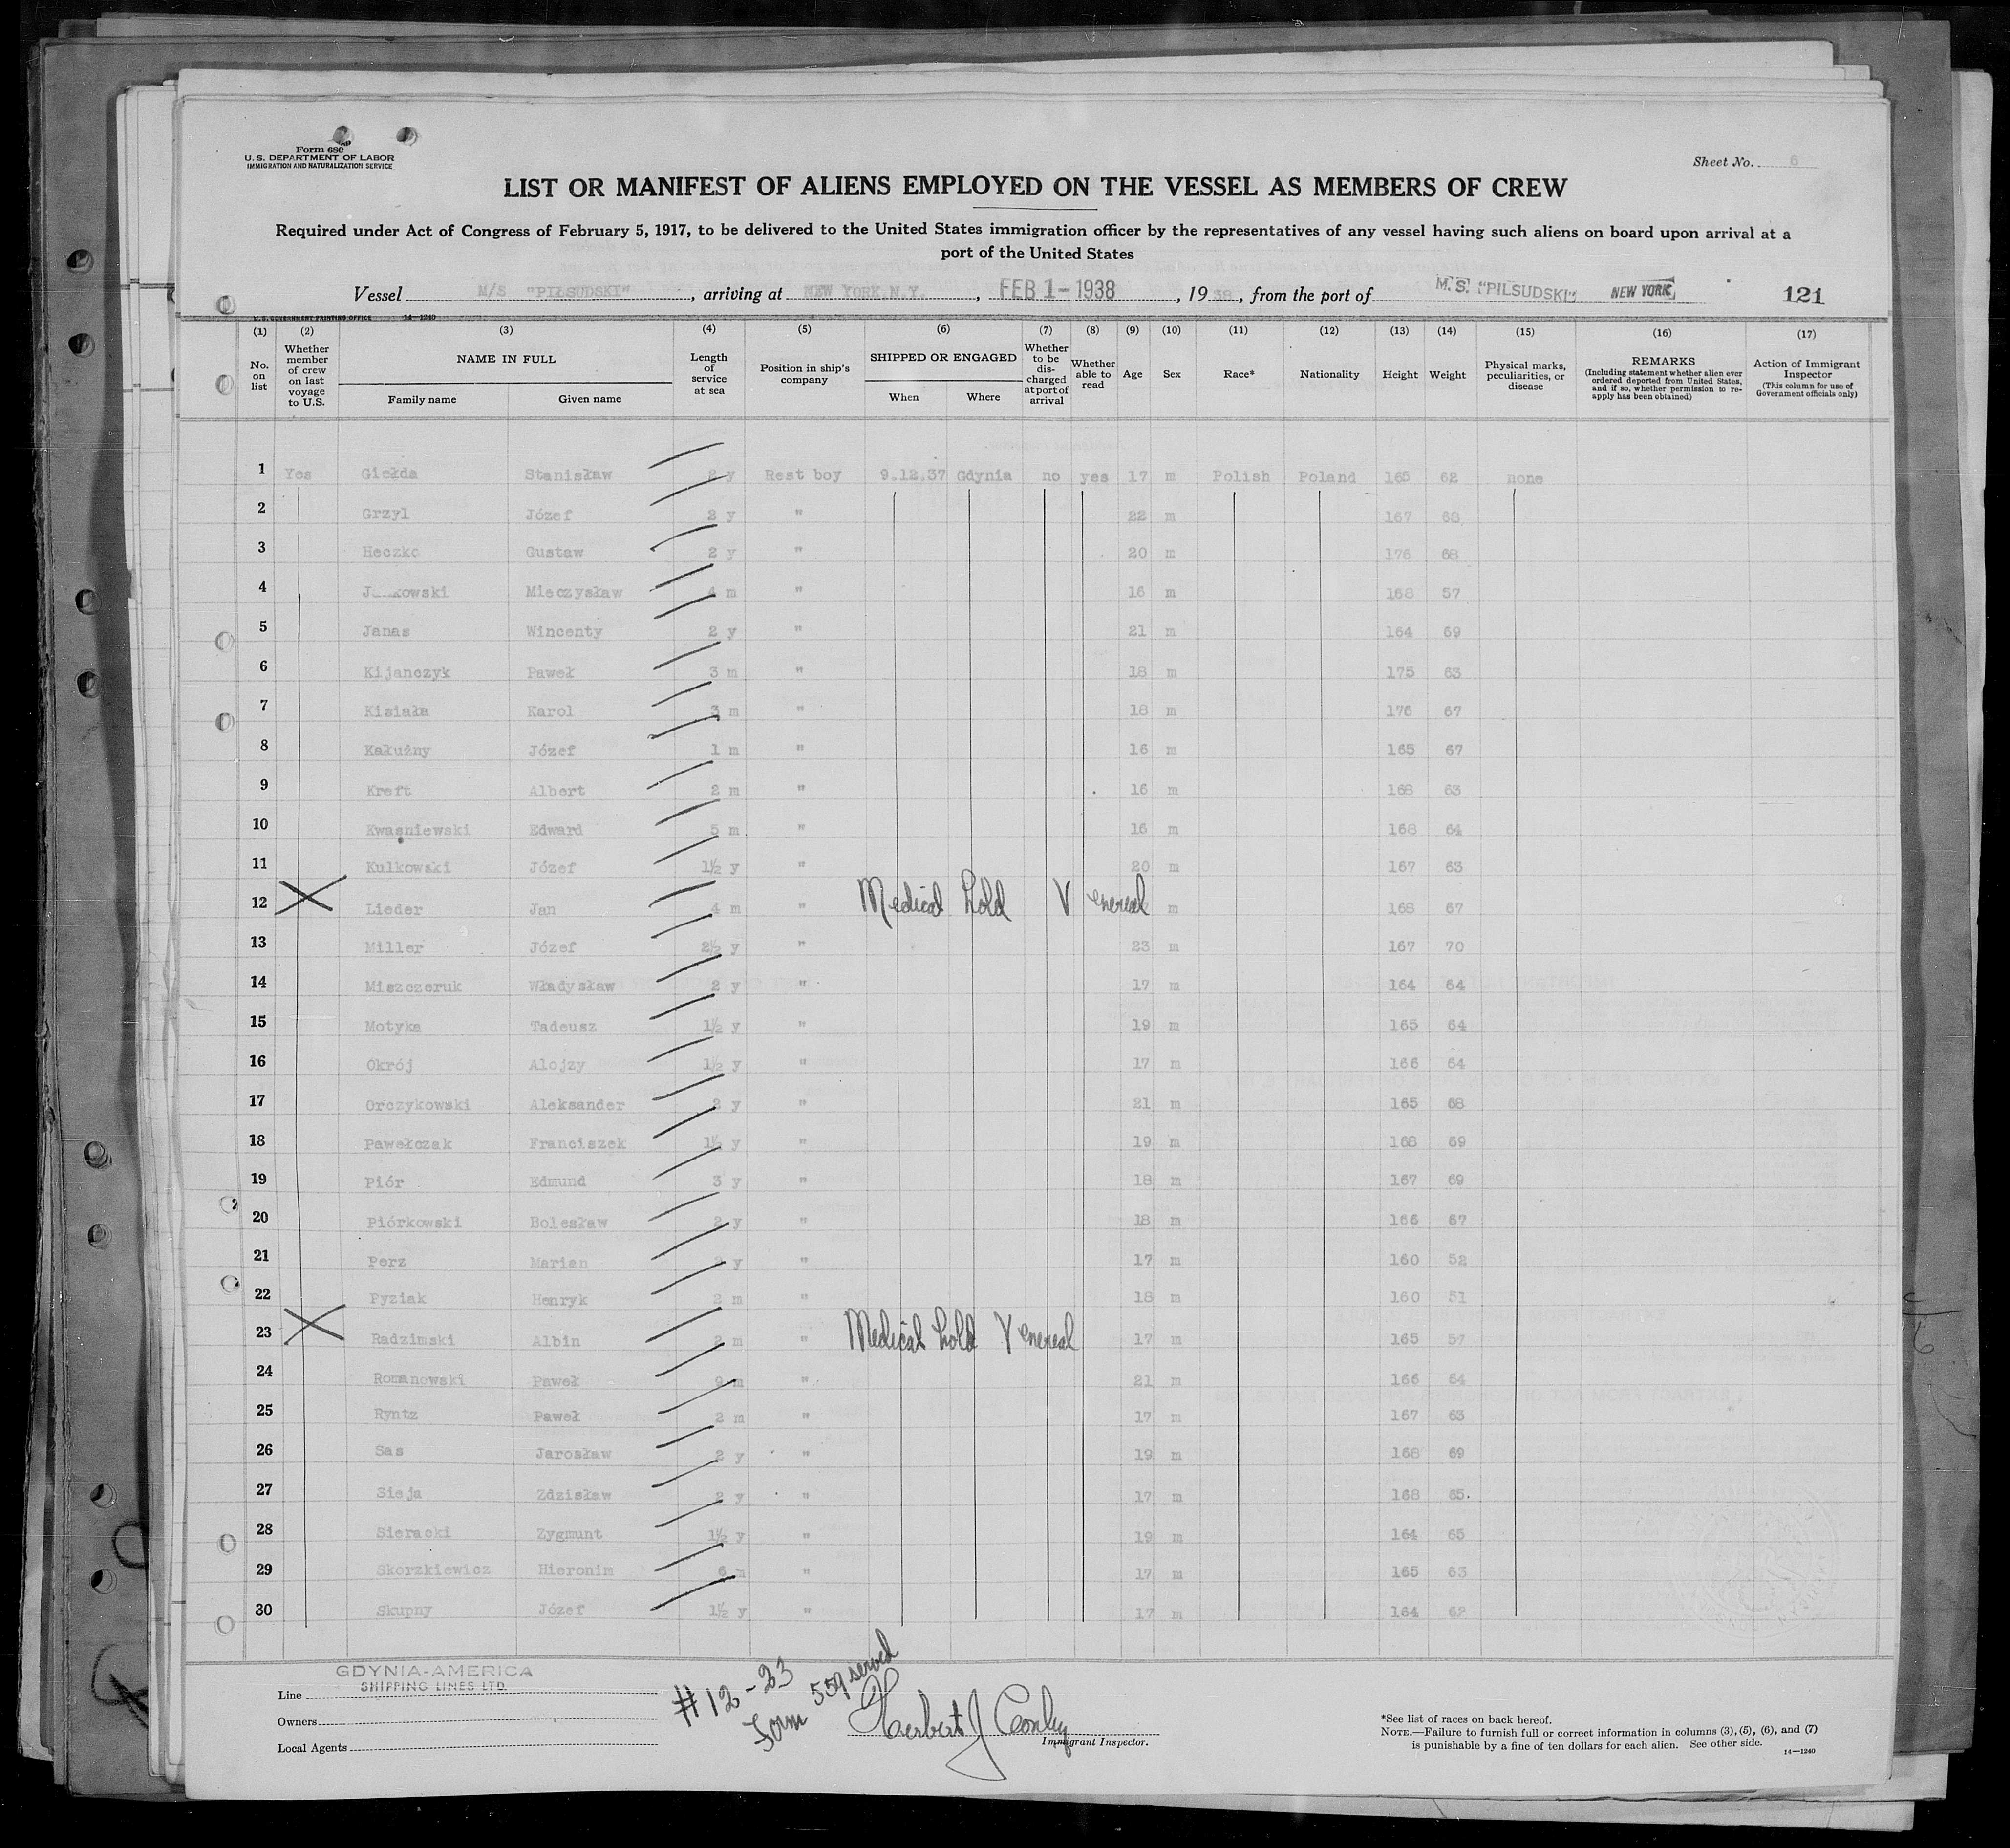 Form 680
U.S. DEPARTMENT OF LABOR
IMMIGRATION AND NATURALIZATION SERVICE
Sheet No. 6
LIST OR MANIFEST OF ALIENS EMPLOYED ON THE VESSEL AS MEMBERS OF CREW
Required under Act of Congress of February 5, 1917, to be delivered to the United States immigration officer by the representatives of any vessel having such aliens on board upon arrival at a
port of the United States
Vessel M/S "PIŁSUDSKI", arriving at NEW YORK.N.Y., FEB 1-1938, 19 38, from the port of M.S. "PILSUDSKI" NEW YORK 121
U.S. GOVERNMENT PRINTING OFFICE 14—1240
(1) (2) (3) (4) (5) (6) (7) (8) (9) (10) (11) (12) (13) (14) (15) (16) (17)
No. on list
Whether member of crew on last voyage to U.S.
NAME IN FULL
Family name Given name
Length of service at sea
Position in ship's company
SHIPPED OR ENGAGED
When Where
Whether to be discharged at port of arrival
Whether able to read
Age
Sex
Race*
Nationality
Height
Weight
Physical marks, peculiarities, or disease
REMARKS
(Including statement whether alien ever ordered deported from United States, and if so, whether permission to reapply has been obtained)
Action of Immigrant Inspector
(This column for use of Government officials only)
1 Yes Giełda Stanisław 2 y Rest boy 9.12.37 Gdynia no yes 17 m Polish Poland 165 62 none
2 Grzyl Józef 2 y " 22 m 167 68
3 Heczko Gustaw 2 y " 20 m 176 68
4 Mieczysław 4 m " 16 m 168 57
5 Janas Wincenty 2 y " 21 m 164 69
6 Kijanczyk Paweł 3 m " 18 m 175 63
7 Kisiała Karol 3 m " 18 m 176 67
8 Kałużny Józef 1 m " 16 m 165 67
9 Kreft Albert 2 m " 16 m 168 63
10 Kwaśniewski Edward 5 m " 16 m 168 64
11 Kulkowski Józef 1½ y " 20 m 167 63
12 Lieder Jan 4 m " Medical hold Venereal m 168 67
13 Miller Józef 2½ y " 23 m 167 70
14 Miszczeruk Władysław 2 y " 17 m 164 64
15 Motyka Tadeusz 1½ y " 19 m 165 64
16 Okrój Alojzy 1½ y " 17 m 166 64
17 Orczykowski Aleksander 2 y " 21 m 165 68
18 Pawełczak Franciszek 1½ y " 19 m 168 69
19 Piór Edmund 3 y " 18 m 167 69
20 Piórkowski Bolesław 2 y " 18 m 166 67
21 Perz Marian y " 17 m 160 52
22 Pyziak Henryk 2 m " 18 m 160 51
23 Radzimski Albin 2 m " Medical hold Venereal 17 m 165 57
24 Romanowski Paweł 9 m " 21 m 166 64
25 Ryntz Paweł 2 m " 17 m 167 63
26 Sas Jarosław 2 y " 19 m 168 69
27 Sieja Zdzisław 2 y " 17 m 168 65.
28 Sieracki Zygmunt 1½ y " 19 m 164 65
29 Skorzkiewicz Hieronim 6 m " 17 m 165 63
30 Skupny Józef 1½ y " 17 m 164 62
GDYNIA-AMERICA
SHIPPING LINES LTD.
Line
Owners
Local Agents
#12-23
Form 559 served
Herbert J Conley
Immigrant Inspector.
*See list of races on back hereof.
NOTE.—Failure to furnish full or correct information in columns (3), (5), (6), and (7)
is punishable by a fine of ten dollars for each alien. See other side.
14—1240